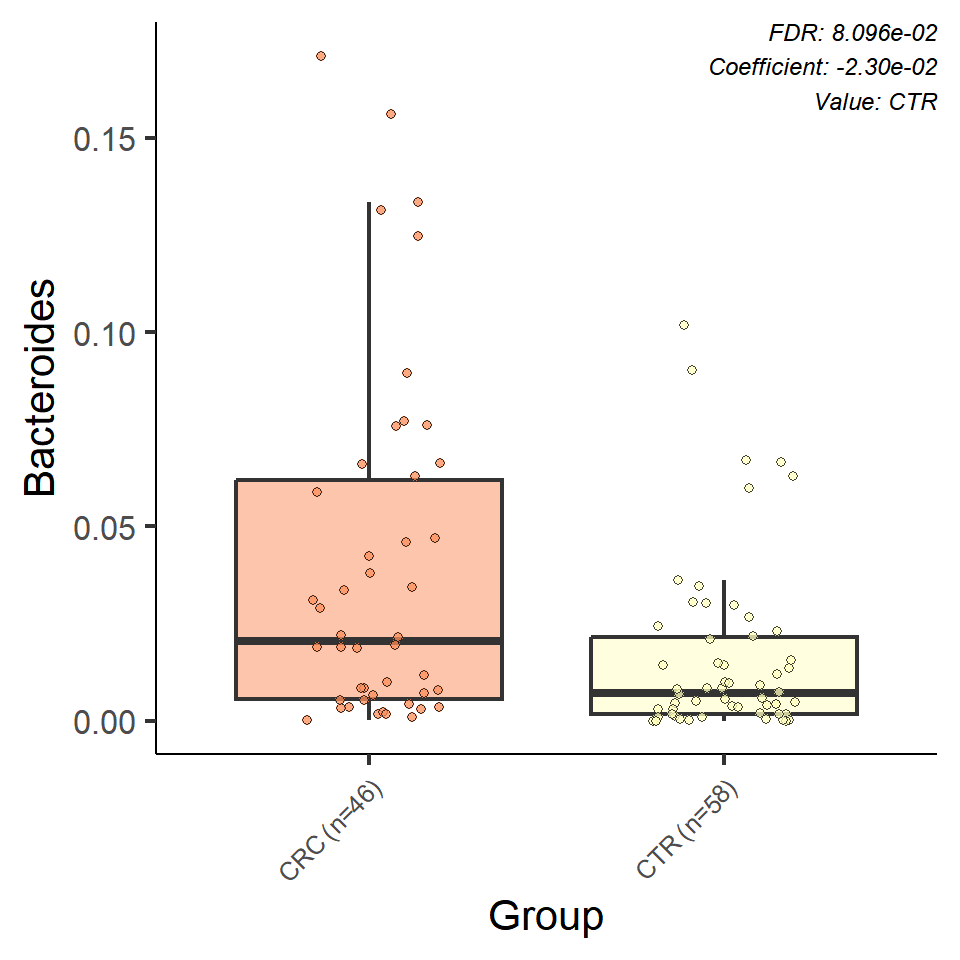 FDR: 8.096e-02
Coefficient: -2.30e-02
Value: CTR
Bacteroides
0.15
0.10
0.05
0.00
CRC (n=46)
CTR (n=58)
Group